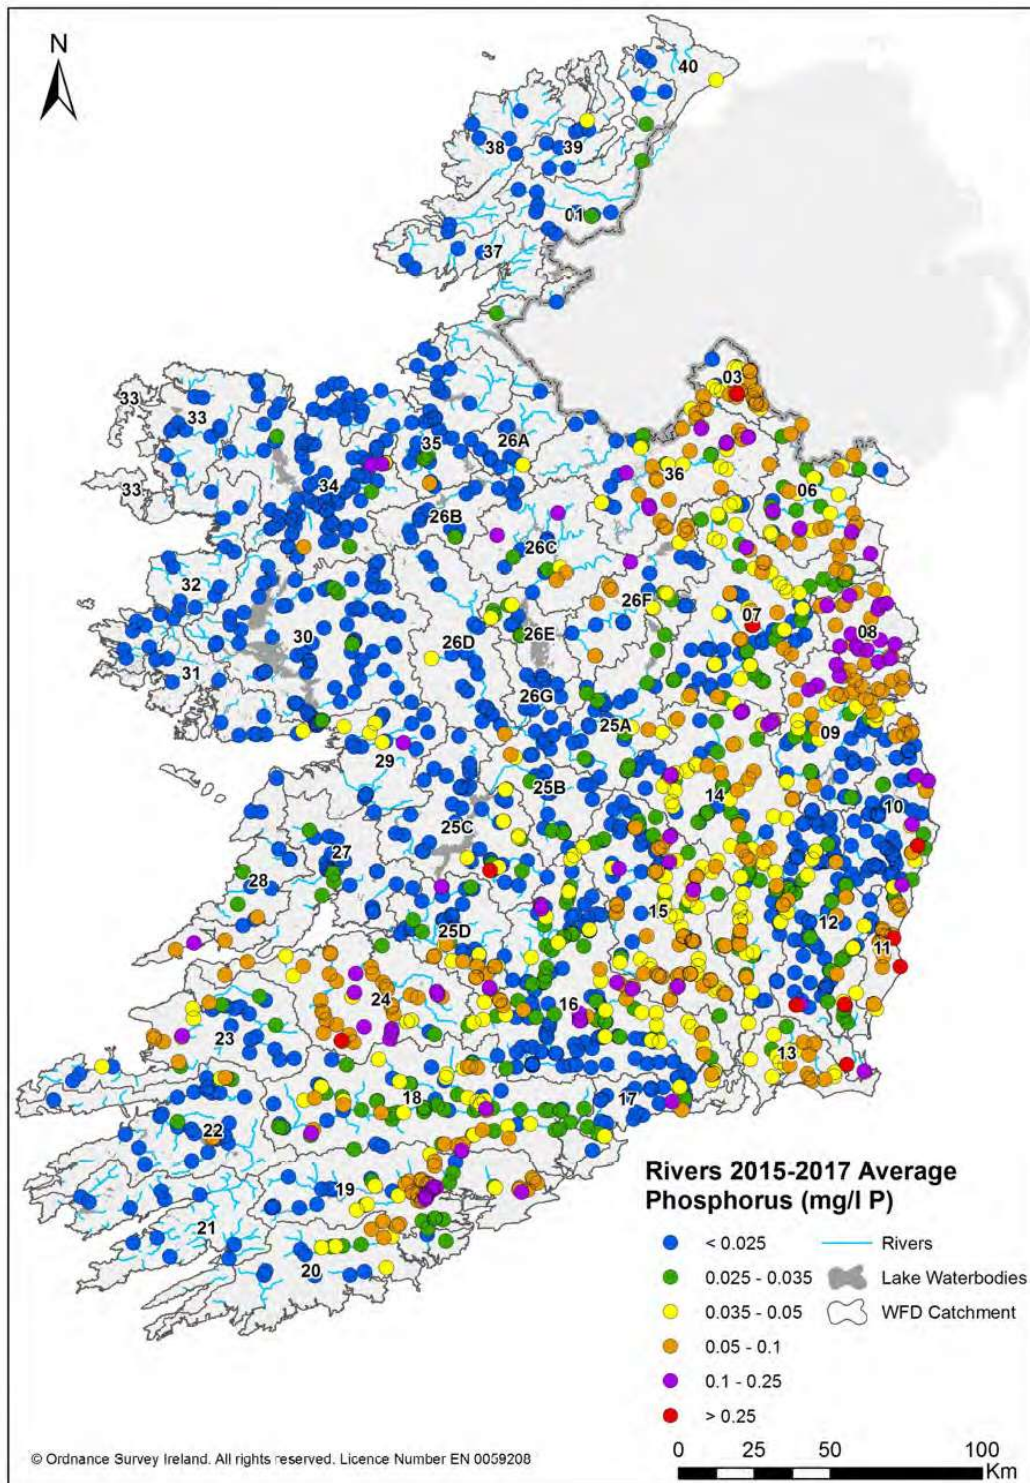 N
40
38
39
01
37
03
33
33
35
26A
36
33
34
06
26B
26C
32
26F
07
08
30
26E
26D
31
26G
25A
09
29
25B
14
10
25C
27
28
15
12
25D
11
24
16
23
13
18
17
22
19
21
20
Rivers 2015-2017 Average
Phosphorus (mg/l P)
< 0.025
Rivers
0.025 - 0.035
Lake Waterbodies
0.035 - 0.05
WFD Catchment
0.05 - 0.1
0.1 - 0.25
> 0.25
© Ordnance Survey Ireland. All rights reserved. Licence Number EN 0059208
0 25 50 100
Km